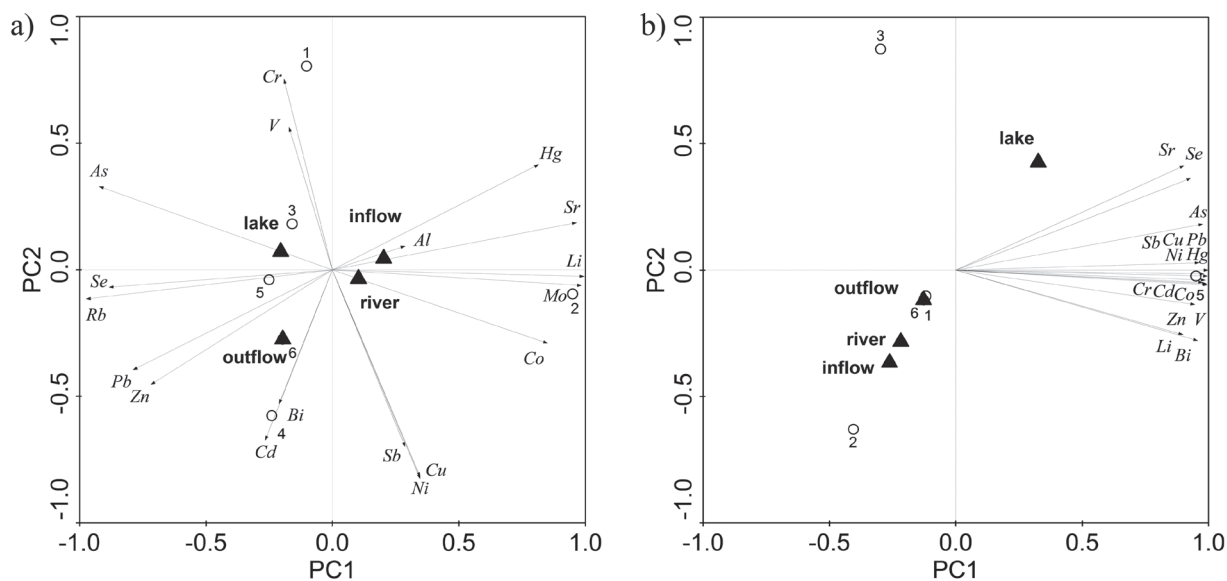 a)
1.0
0.5
0.0
-0.5
-1.0
PC2
1
Cr
V
As
Hg
3
lake
inflow
Sr
Al
Li
Se
5
river
Mo
2
Rb
outflow
6
Co
Pb
Zn
Bi
4
Cd
Sb
Cu
Ni
-1.0 -0.5 0.0 0.5 1.0
PC1
b)
1.0
0.5
0.0
-0.5
-1.0
PC2
3
lake
Sr Se
As
Sb Cu Pb
Ni Hg
outflow
Cr Cd Co 5
6 1
Zn V
river
Li Bi
inflow
2
-1.0 -0.5 0.0 0.5 1.0
PC1